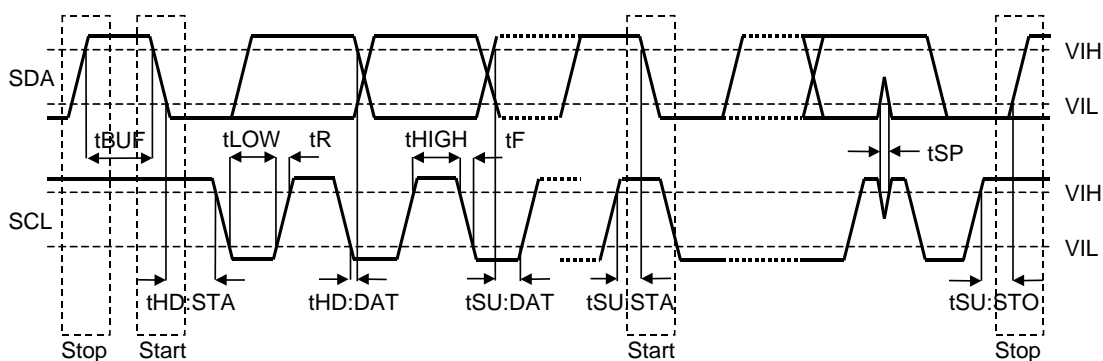 VIH
SDA
VIL
tBUF
tLOW
tR
tHIGH
tF
tSP
VIH
SCL
VIL
tHD:STA
tHD:DAT
tSU:DAT
tSU:STA
tSU:STO
Stop
Start
Start
Stop